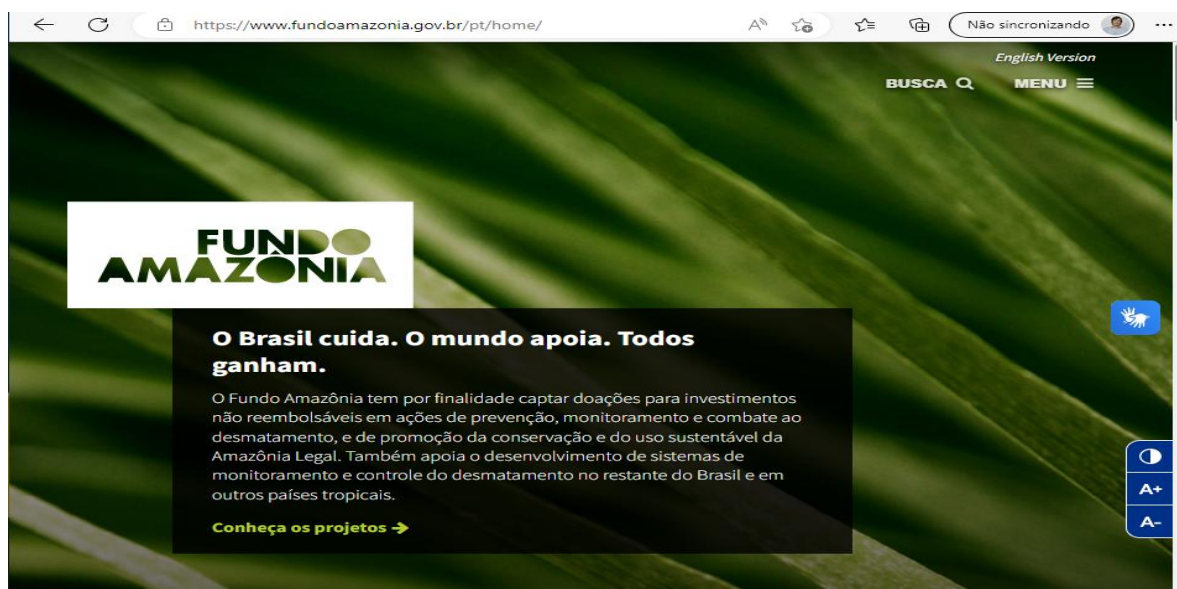 https://www.fundoamazonia.gov.br/pt/home/
Não sincronizando
English Version
BUSCA
MENU
FUNDO
AMAZÔNIA
O Brasil cuida. O mundo apoia. Todos
ganham.
O Fundo Amazônia tem por finalidade captar doações para investimentos
não reembolsáveis em ações de prevenção, monitoramento e combate ao
desmatamento, e de promoção da conservação e do uso sustentável da
Amazônia Legal. Também apoia o desenvolvimento de sistemas de
monitoramento e controle do desmatamento no restante do Brasil e em
outros países tropicais.
Conheça os projetos →
A+
A-